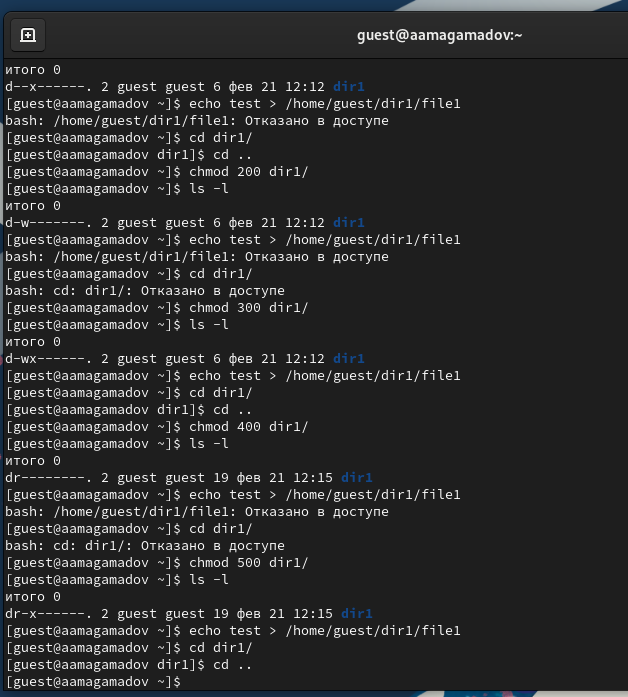 guest@aamagamadov:~
итого 0
d--x------. 2 guest guest 6 фев 21 12:12 dir1
[guest@aamagamadov ~]$ echo test > /home/guest/dir1/file1
bash: /home/guest/dir1/file1: Отказано в доступе
[guest@aamagamadov ~]$ cd dir1/
[guest@aamagamadov dir1]$ cd ..
[guest@aamagamadov ~]$ chmod 200 dir1/
[guest@aamagamadov ~]$ ls -l
итого 0
d-w-------. 2 guest guest 6 фев 21 12:12 dir1
[guest@aamagamadov ~]$ echo test > /home/guest/dir1/file1
bash: /home/guest/dir1/file1: Отказано в доступе
[guest@aamagamadov ~]$ cd dir1/
bash: cd: dir1/: Отказано в доступе
[guest@aamagamadov ~]$ chmod 300 dir1/
[guest@aamagamadov ~]$ ls -l
итого 0
d-wx------. 2 guest guest 6 фев 21 12:12 dir1
[guest@aamagamadov ~]$ echo test > /home/guest/dir1/file1
[guest@aamagamadov ~]$ cd dir1/
[guest@aamagamadov dir1]$ cd ..
[guest@aamagamadov ~]$ chmod 400 dir1/
[guest@aamagamadov ~]$ ls -l
итого 0
dr--------. 2 guest guest 19 фев 21 12:15 dir1
[guest@aamagamadov ~]$ echo test > /home/guest/dir1/file1
bash: /home/guest/dir1/file1: Отказано в доступе
[guest@aamagamadov ~]$ cd dir1/
bash: cd: dir1/: Отказано в доступе
[guest@aamagamadov ~]$ chmod 500 dir1/
[guest@aamagamadov ~]$ ls -l
итого 0
dr-x------. 2 guest guest 19 фев 21 12:15 dir1
[guest@aamagamadov ~]$ echo test > /home/guest/dir1/file1
[guest@aamagamadov ~]$ cd dir1/
[guest@aamagamadov dir1]$ cd ..
[guest@aamagamadov ~]$